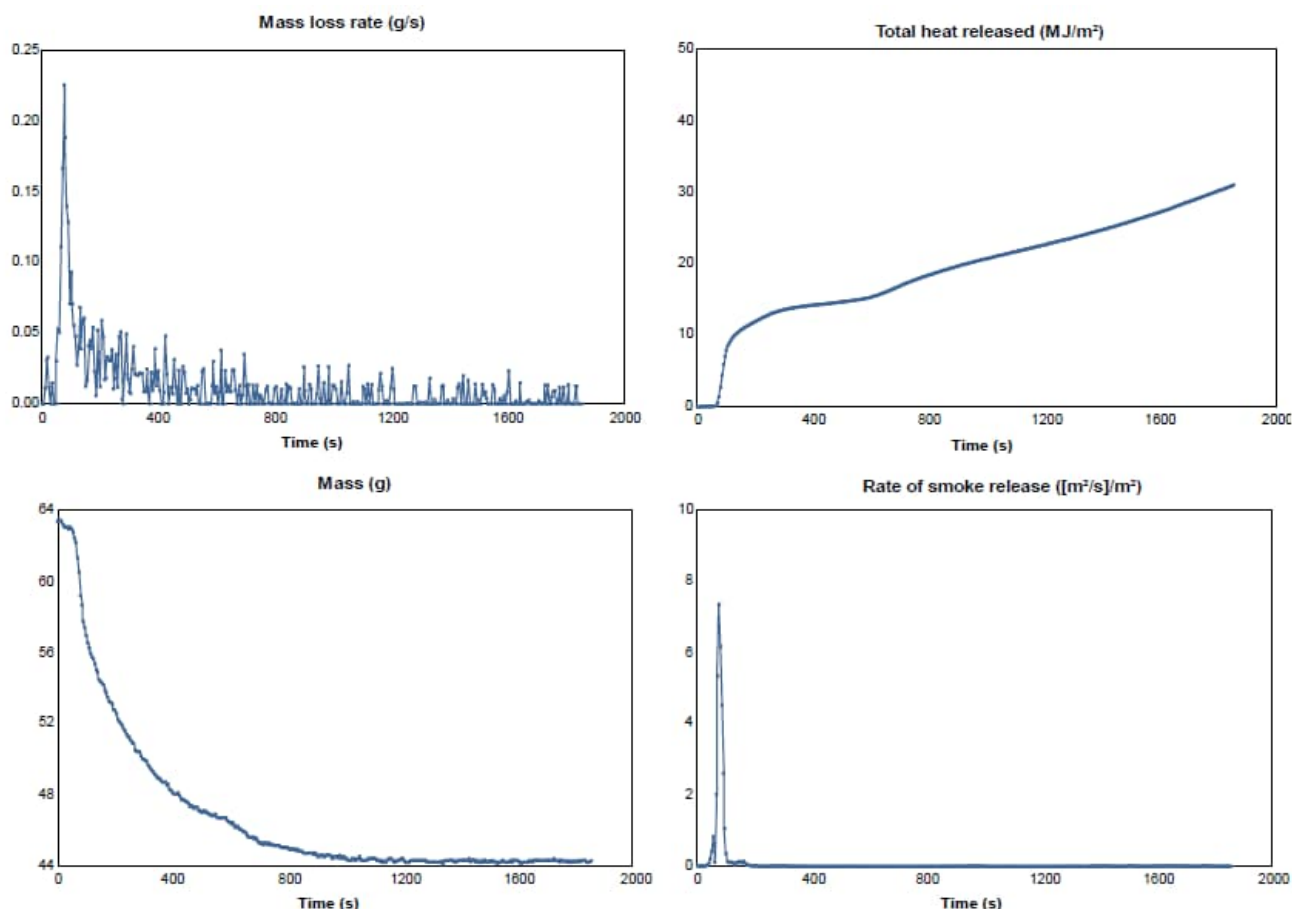 Mass loss rate (g/s)
0.25
0.20
0.15
0.10
0.05
0.00
0 400 800 1200 1600 2000
Time (s)
Total heat released (MJ/m²)
50
40
30
20
10
0
0 400 800 1200 1600 2000
Time (s)
Mass (g)
64
60
56
52
48
44
0 400 800 1200 1600 2000
Time (s)
Rate of smoke release ([m²/s]/m²)
10
8
6
4
2
0
0 400 800 1200 1600 2000
Time (s)